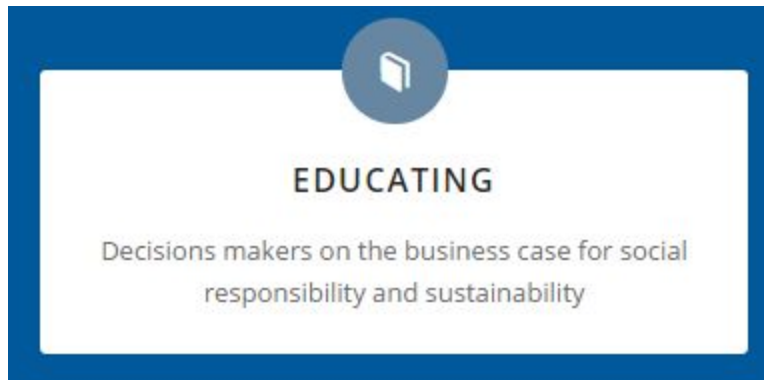 EDUCATING
Decisions makers on the business case for social
responsibility and sustainability